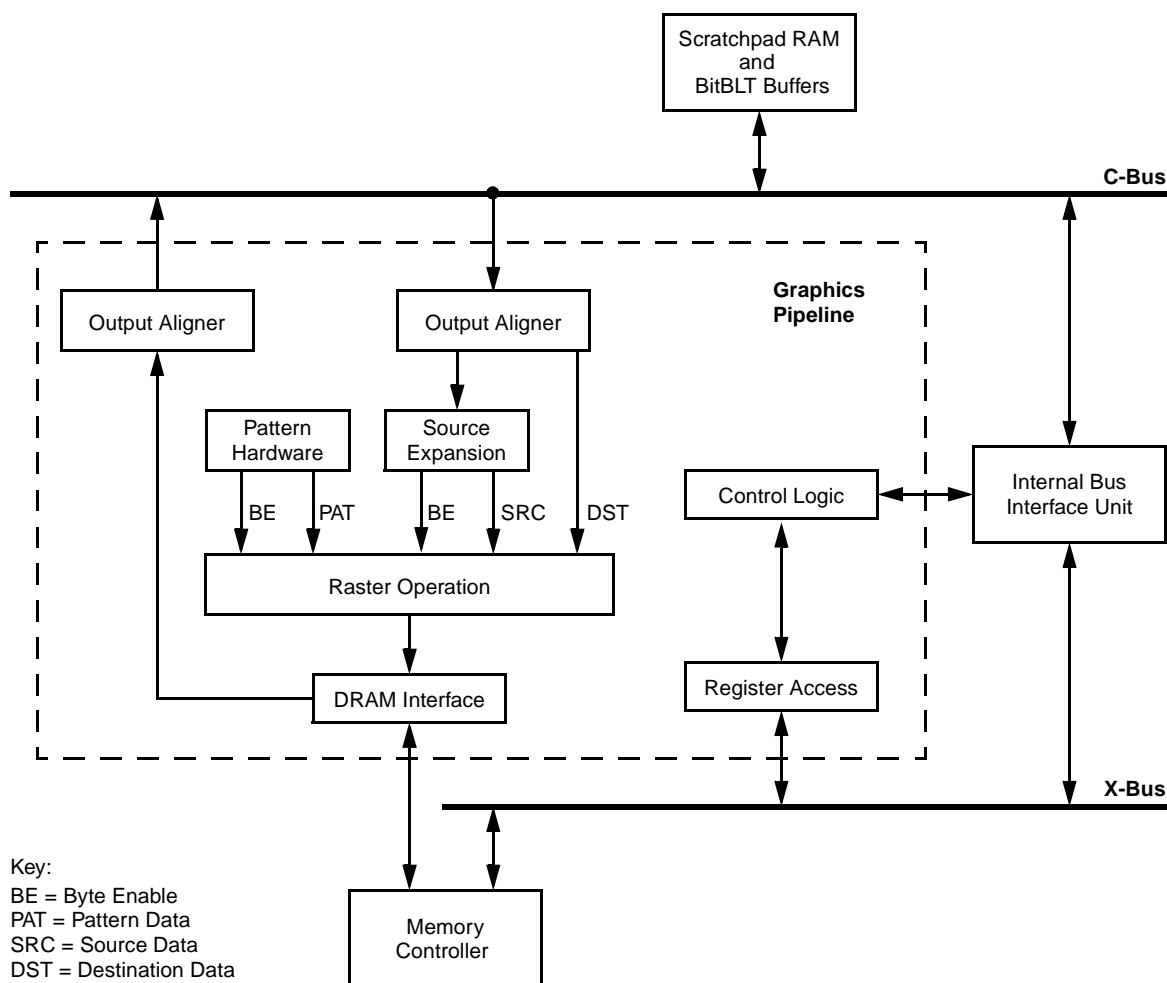 Scratchpad RAM
and
BitBLT Buffers
C-Bus
Graphics
Pipeline
Output Aligner
Output Aligner
Pattern
Hardware
Source
Expansion
Control Logic
Internal Bus
Interface Unit
BE
PAT
BE
SRC
DST
Raster Operation
Register Access
DRAM Interface
X-Bus
Key:
BE = Byte Enable
PAT = Pattern Data
SRC = Source Data
DST = Destination Data
Memory
Controller